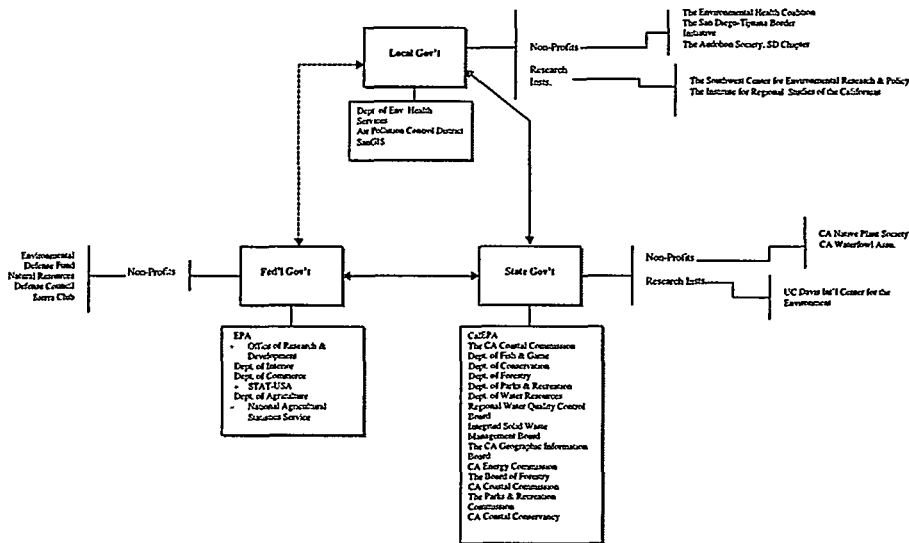 Local Gov't
Dept. of Env. Health
Services
Air Pollution Control District
SanGIS
Non-Profits
The Environmental Health Coalition
The San Diego-Tijuana Border
Initiative
The Audobon Society, SD Chapter
Research
Insts.
The Southwest Center for Environmental Research & Policy
The Institute for Regional Studies of the Californias
Environmental
Defense Fund
Natural Resources
Defense Council
Sierra Club
Non-Profits
Fed'l Gov't
EPA
- Office of Research &
Development
Dept. of Interior
Dept. of Commerce
+ STAT-USA
Dept. of Agriculture
- National Agricultural
Statistics Service
State Gov't
CalEPA
The CA Coastal Commission
Dept. of Fish & Game
Dept. of Conservation
Dept. of Forestry
Dept. of Parks & Recreation
Dept. of Water Resources
Regional Water Quality Control
Board
Integrated Solid Waste
Management Board
The CA Geographic Information
Board
CA Energy Commission
The Board of Forestry
CA Coastal Commission
The Parks & Recreation
Commission
CA Coastal Conservancy
Non-Profits
CA Native Plant Society
CA Waterfowl Assn.
Research Insts.
UC Davis Int'l Center for the
Environment